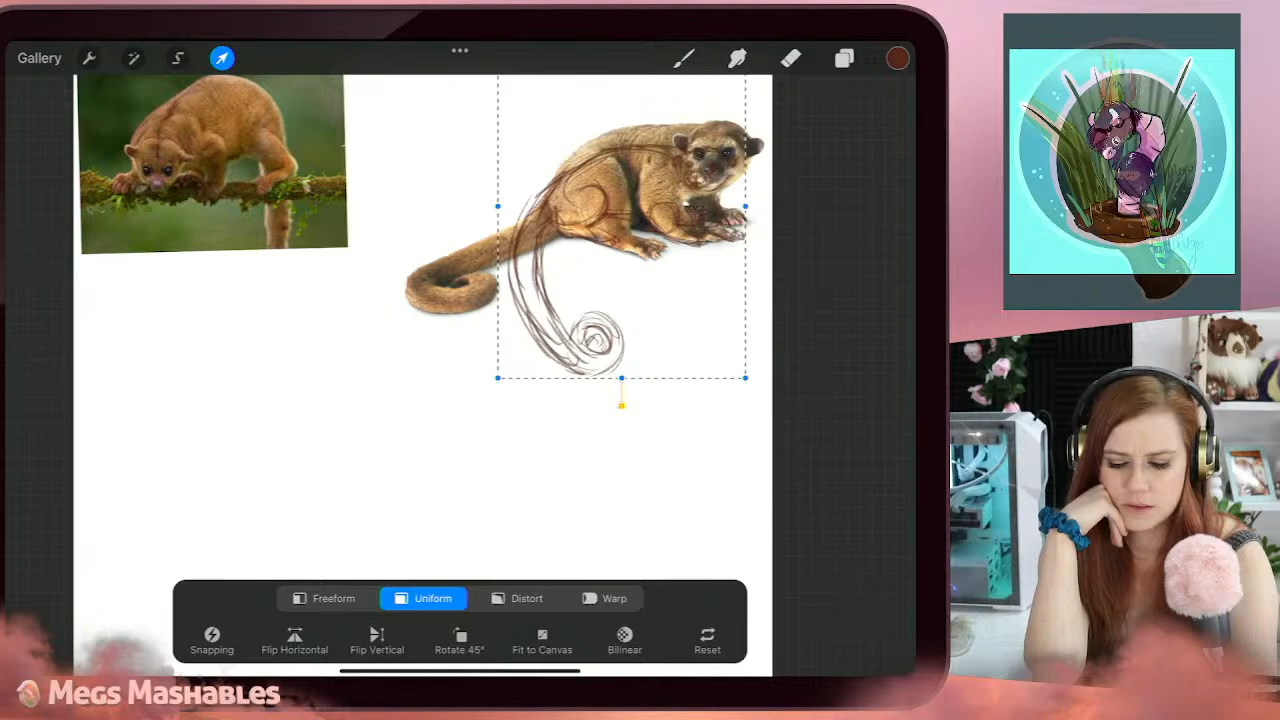 Gallery
Freeform
Uniform
Distort
Warp
Snapping
Flip Horizontal
Flip Vertical
Rotate 45°
Fit to Canvas
Bilinear
Reset
Megs Mashables